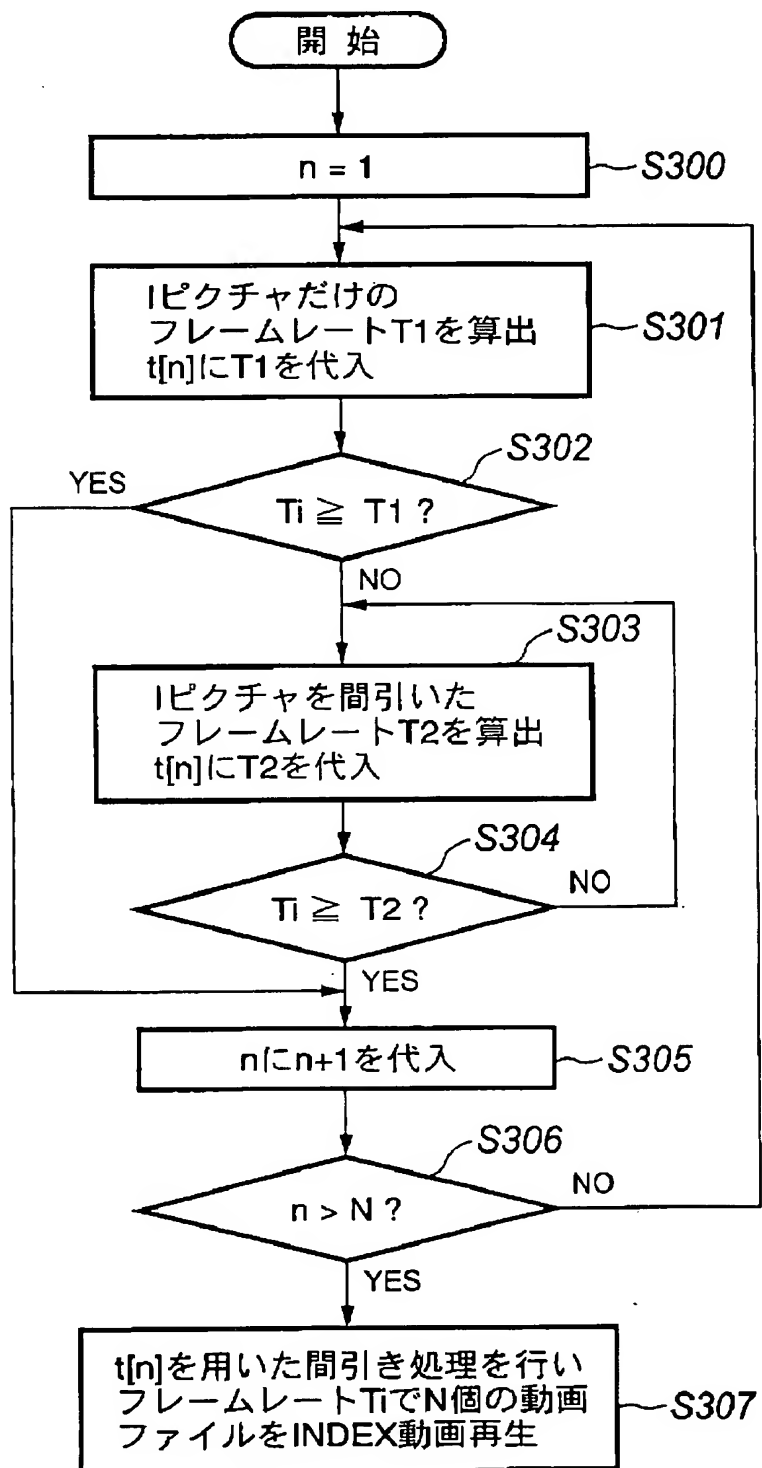 開 始
n = 1
S300
Iピクチャだけの
フレームレートT1を算出
t[n]にT1を代入
S301
S302
YES
Ti ≧ T1 ?
NO
S303
Iピクチャを間引いた
フレームレートT2を算出
t[n]にT2を代入
S304
Ti ≧ T2 ?
NO
YES
nにn+1を代入
S305
S306
n > N ?
NO
YES
t[n]を用いた間引き処理を行い
フレームレートTiでN個の動画
ファイルをINDEX動画再生
S307